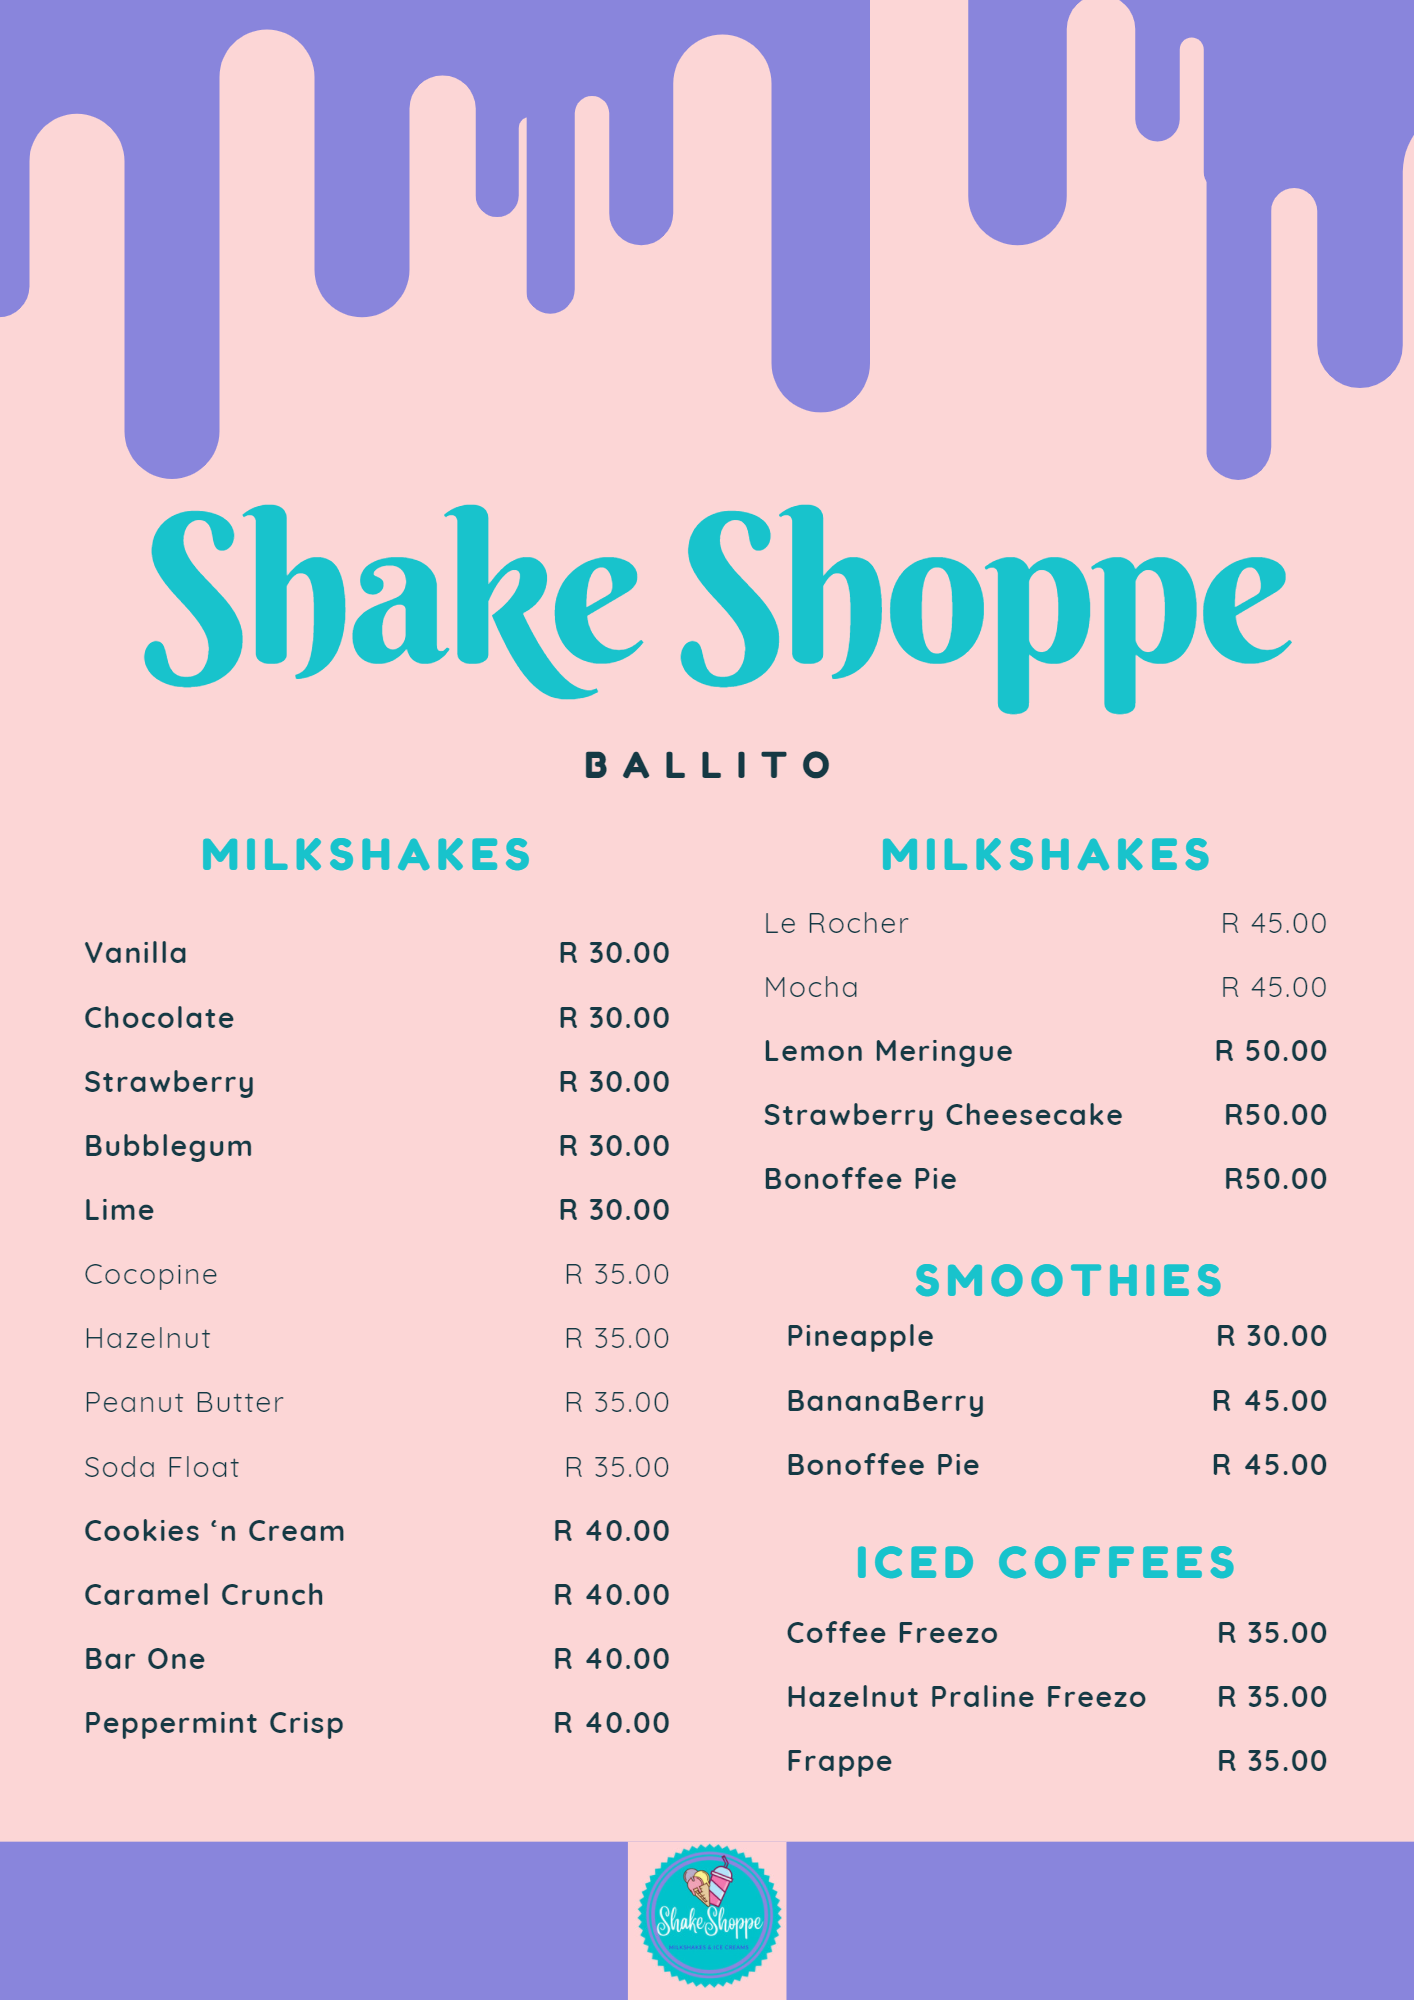 Shake Shoppe
BALLITO
MILKSHAKES
Vanilla R 30.00
Chocolate R 30.00
Strawberry R 30.00
Bubblegum R 30.00
Lime R 30.00
Cocopine R 35.00
Hazelnut R 35.00
Peanut Butter R 35.00
Soda Float R 35.00
Cookies ‘n Cream R 40.00
Caramel Crunch R 40.00
Bar One R 40.00
Peppermint Crisp R 40.00
MILKSHAKES
Le Rocher R 45.00
Mocha R 45.00
Lemon Meringue R 50.00
Strawberry Cheesecake R50.00
Bonoffee Pie R50.00
SMOOTHIES
Pineapple R 30.00
BananaBerry R 45.00
Bonoffee Pie R 45.00
ICED COFFEES
Coffee Freezo R 35.00
Hazelnut Praline Freezo R 35.00
Frappe R 35.00
Shake Shoppe
MILKSHAKES & ICE CREAMS